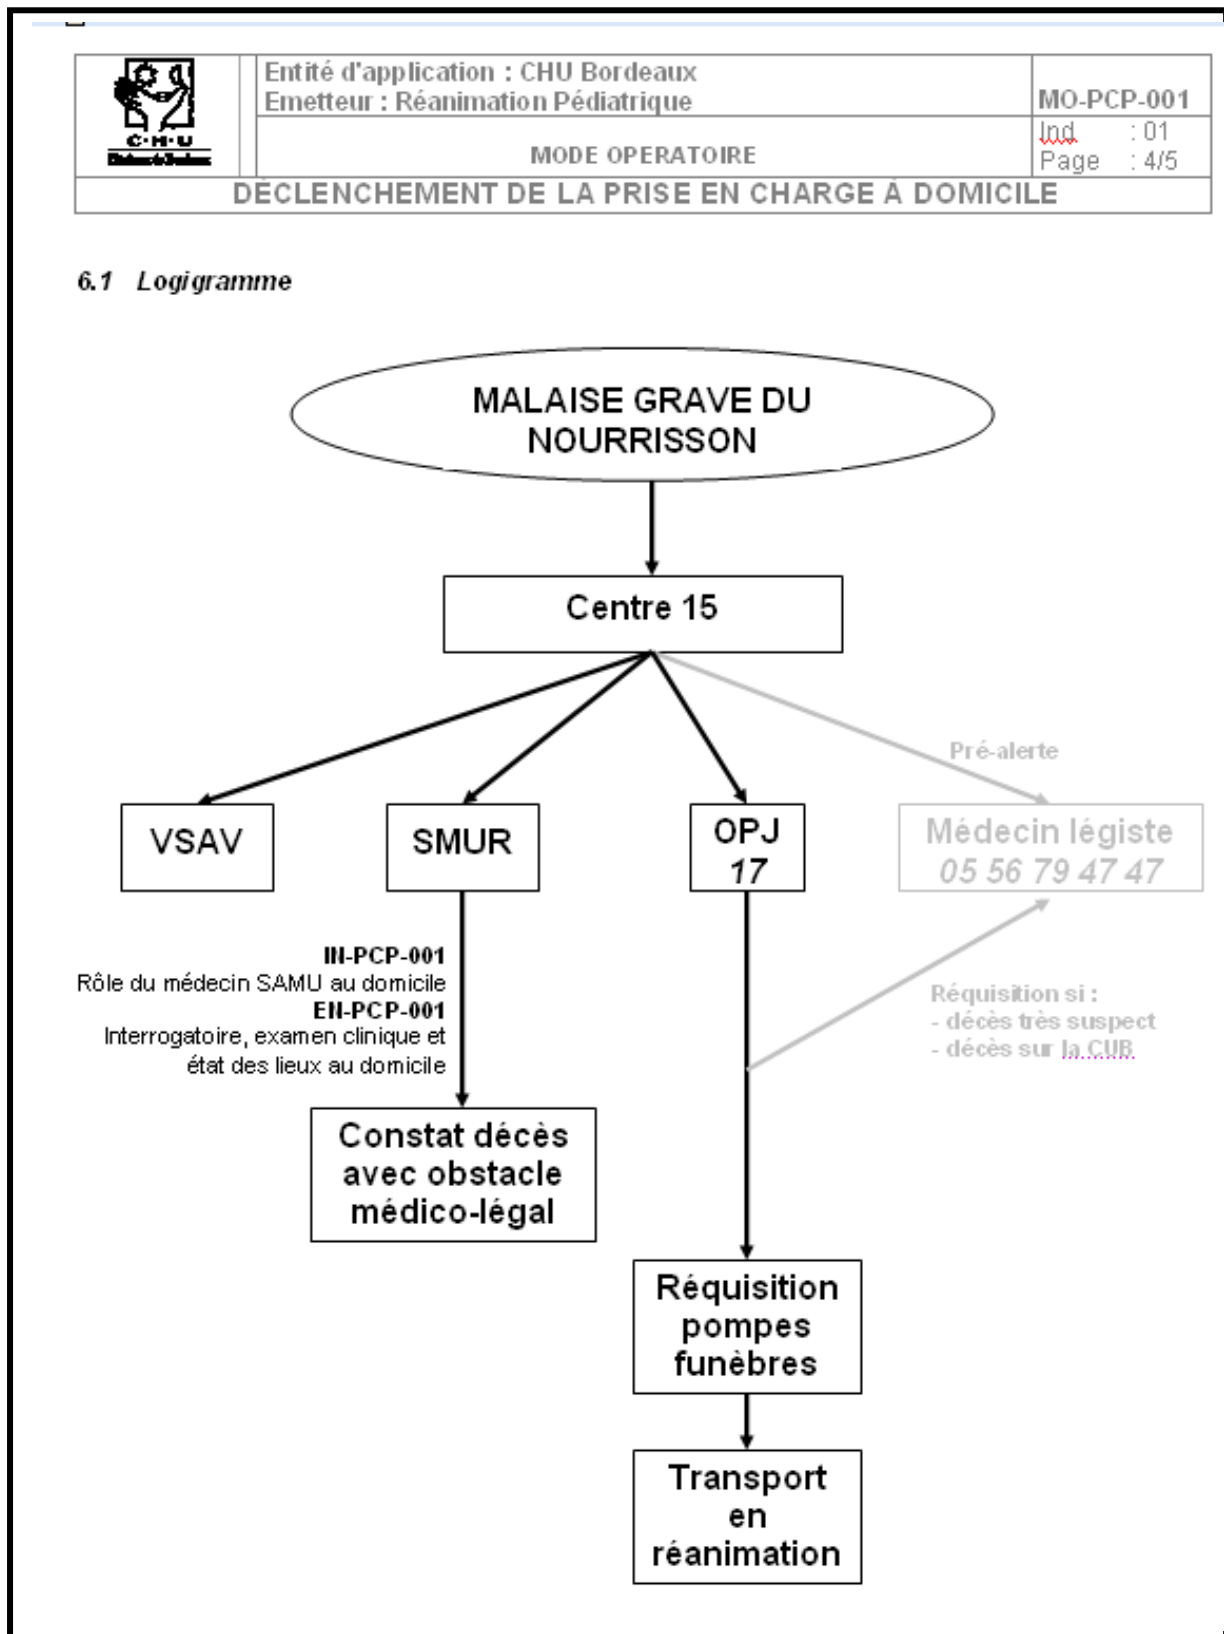 Entité d'application : CHU Bordeaux
Emetteur : Réanimation Pédiatrique
MO-PCP-001
C·H·U
MODE OPERATOIRE
Ind : 01
Page : 4/5
DÉCLENCHEMENT DE LA PRISE EN CHARGE À DOMICILE
6.1 Logigramme
MALAISE GRAVE DU
NOURRISSON
Centre 15
Pré-alerte
VSAV
SMUR
OPJ
17
Médecin légiste
05 56 79 47 47
IN-PCP-001
Rôle du médecin SAMU au domicile
EN-PCP-001
Interrogatoire, examen clinique et
état des lieux au domicile
Réquisition si :
- décès très suspect
- décès sur la CUB
Constat décès
avec obstacle
médico-légal
Réquisition
pompes
funèbres
Transport
en
réanimation